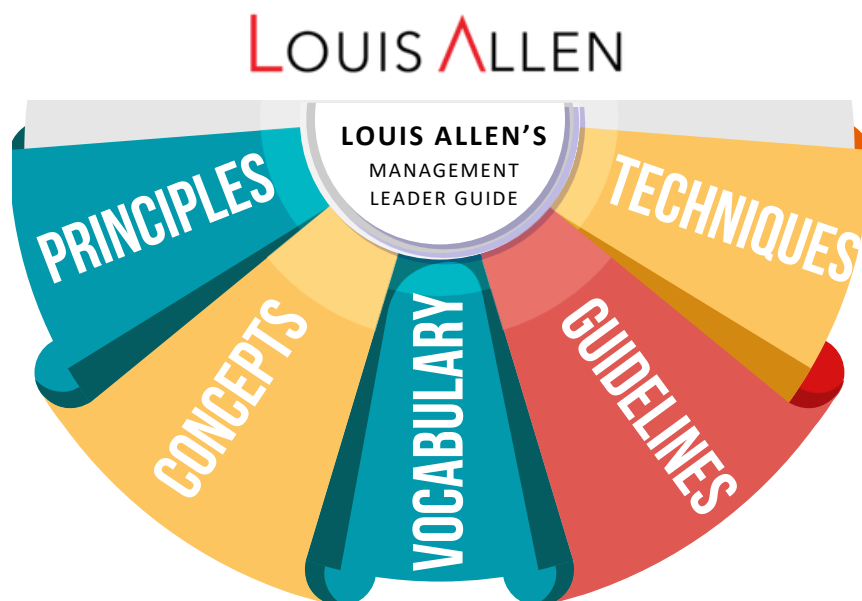 LOUIS ALLEN
LOUIS ALLEN’S
MANAGEMENT
LEADER GUIDE
PRINCIPLES
CONCEPTS
VOCABULARY
GUIDELINES
TECHNIQUES